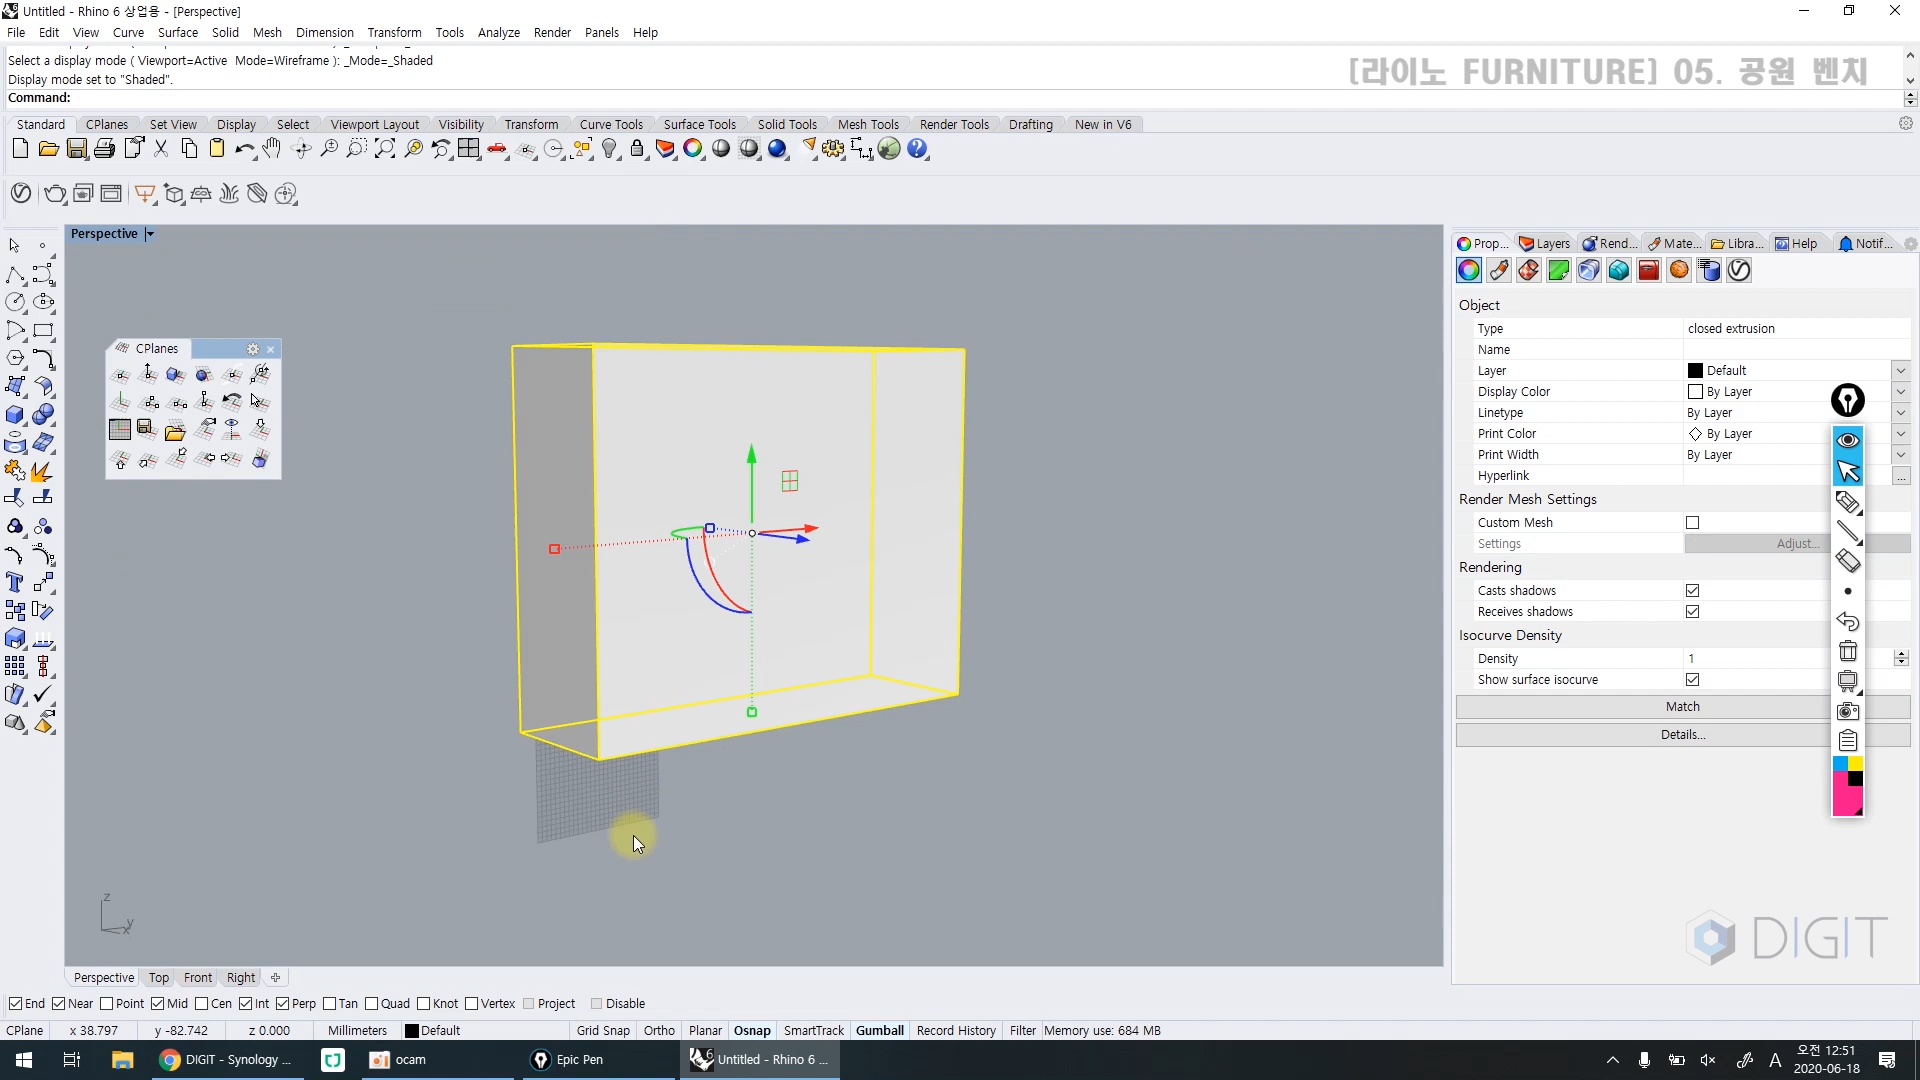 Untitled - Rhino 6 상업용 - [Perspective]
File Edit View Curve Surface Solid Mesh Dimension Transform Tools Analyze Render Panels Help
Select a display mode ( Viewport=Active Mode=Wireframe ): _Mode=_Shaded
Display mode set to "Shaded".
Command:
[라이노 FURNITURE] 05. 공원 벤치
Standard CPlanes Set View Display Select Viewport Layout Visibility Transform Curve Tools Surface Tools Solid Tools Mesh Tools Render Tools Drafting New in V6
Perspective
Prop... Layers Rend... Mate... Libra... Help Notif...
CPlanes
Object
Type closed extrusion
Name
Layer Default
Display Color By Layer
Linetype By Layer
Print Color By Layer
Print Width By Layer
Hyperlink ...
Render Mesh Settings
Custom Mesh
Settings Adjust...
Rendering
Casts shadows
Receives shadows
Isocurve Density
Density 1
Show surface isocurve
Match
Details...
z
y
x
DIGIT
Perspective Top Front Right
End Near Point Mid Cen Int Perp Tan Quad Knot Vertex Project Disable
CPlane x 38.797 y -82.742 z 0.000 Millimeters Default Grid Snap Ortho Planar Osnap SmartTrack Gumball Record History Filter Memory use: 684 MB
DIGIT - Synology ... ocam Epic Pen Untitled - Rhino 6 ... A 오전 12:51
2020-06-18